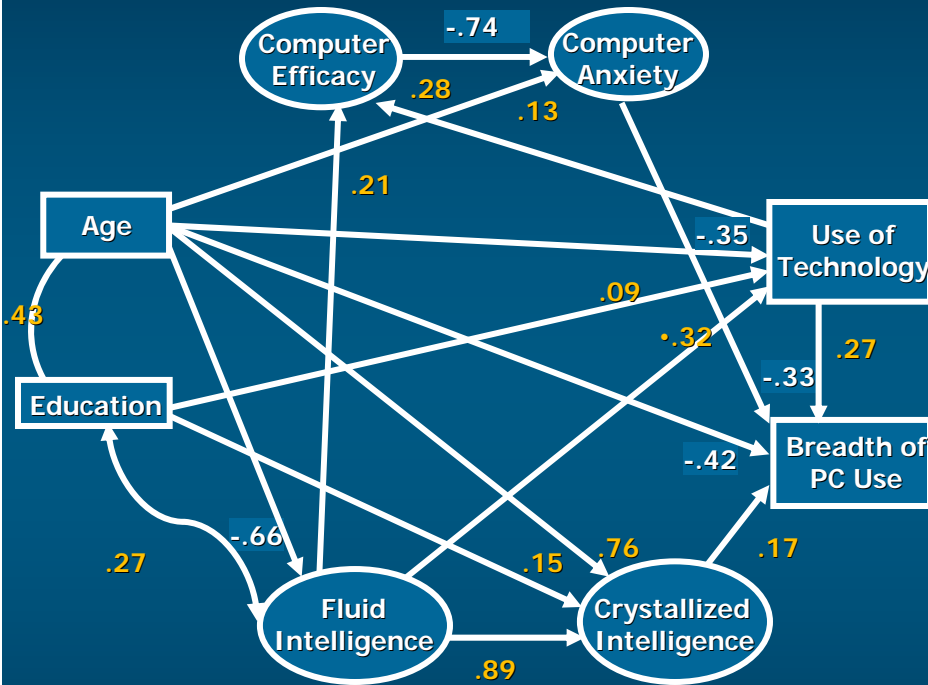 -.74
Computer
Efficacy
Computer
Anxiety
.28
.13
.21
Age
-.35
Use of
Technology
.09
.43
•.32
.27
-.33
Education
Breadth of
PC Use
-.42
-.66
.27
.15
.76
.17
Fluid
Intelligence
Crystallized
Intelligence
.89